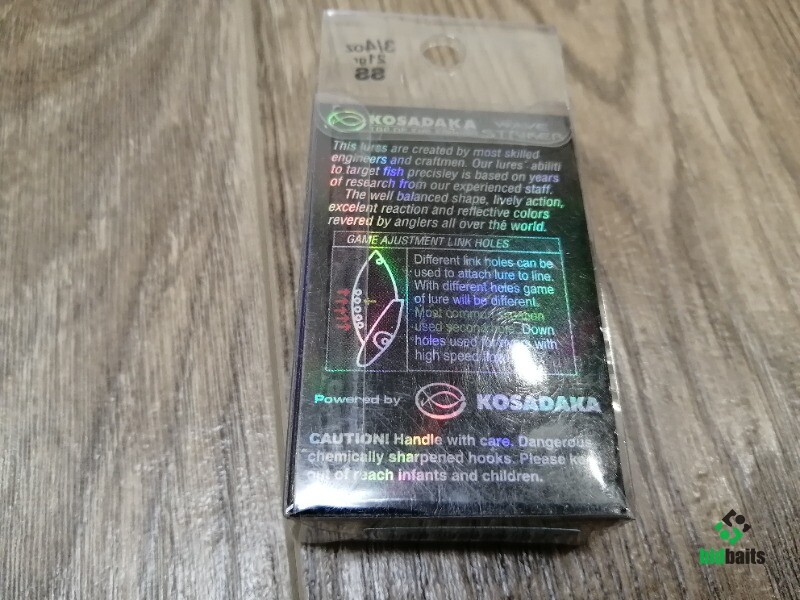 3/4oz
21gr
SS
KOSADAKA
This lures are created by most skilled
engineers and craftmen. Our lures' abiliti
to target fish precisley is based on years
of research from our experienced staff.
The well balanced shape, lively action,
excelent reaction and reflective colors
revered by anglers all over the world.
GAME AJUSTMENT LINK HOLES
Different link holes can be
used to attach lure to line.
With different holes game
of lure will be different.
Most common
used second Down
holes used with
high speed
Powered by KOSADAKA
CAUTION! Handle with care. Dangerous
chemically sharpened hooks. Please
out of reach infants and children.
baits